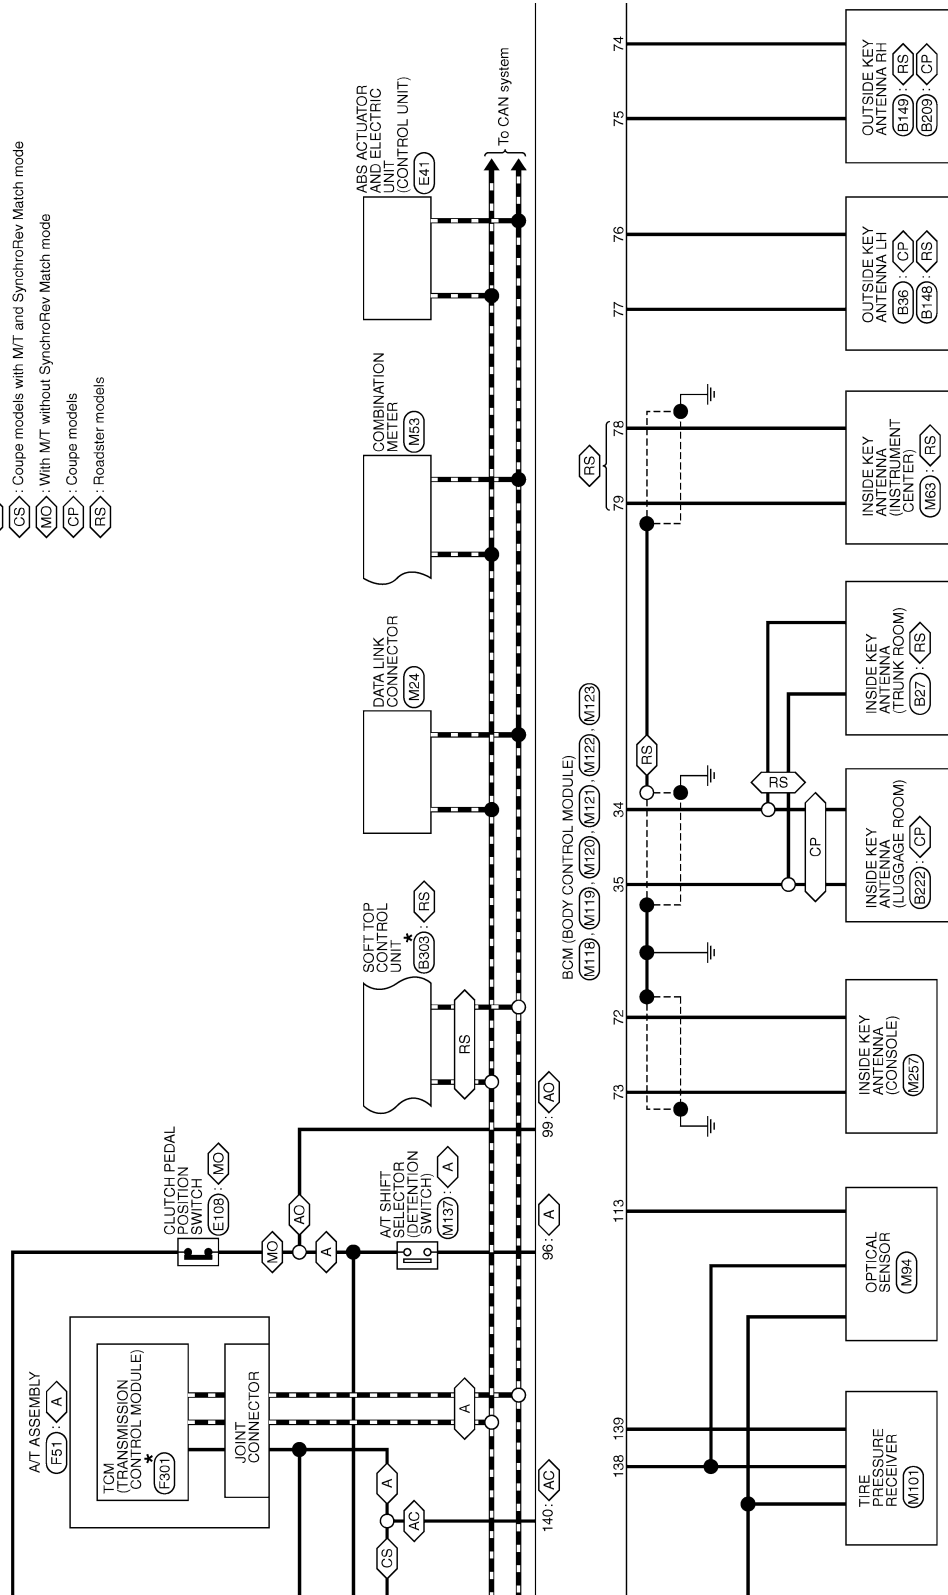 CS : Coupe models with M/T and SynchroRev Match mode
MO : With M/T without SynchroRev Match mode
CP : Coupe models
RS : Roadster models
A/T ASSEMBLY
F51 : A
TCM
(TRANSMISSION
CONTROL MODULE)
*
F301
JOINT
CONNECTOR
CLUTCH PEDAL
POSITION
SWITCH
E108 : MO
MO
AO
A
A/T SHIFT
SELECTOR
(DETENTION
SWITCH)
M137 : A
A
A
AC
CS
140 : AC
96 : A
99 : AO
SOFT TOP
CONTROL
UNIT
*
B303 : RS
RS
DATA LINK
CONNECTOR
M24
COMBINATION
METER
M53
ABS ACTUATOR
AND ELECTRIC
UNIT
(CONTROL UNIT)
E41
To CAN system
BCM (BODY CONTROL MODULE)
M118 , M119 , M120 , M121 , M122 , M123
138
139
113
73
72
35
34
79
78
77
76
75
74
RS
RS
RS
CP
TIRE
PRESSURE
RECEIVER
M101
OPTICAL
SENSOR
M94
INSIDE KEY
ANTENNA
(CONSOLE)
M257
INSIDE KEY
ANTENNA
(LUGGAGE ROOM)
B222 : CP
INSIDE KEY
ANTENNA
(TRUNK ROOM)
B27 : RS
INSIDE KEY
ANTENNA
(INSTRUMENT
CENTER)
M63 : RS
OUTSIDE KEY
ANTENNA LH
B36 : CP
B148 : RS
OUTSIDE KEY
ANTENNA RH
B149 : RS
B209 : CP